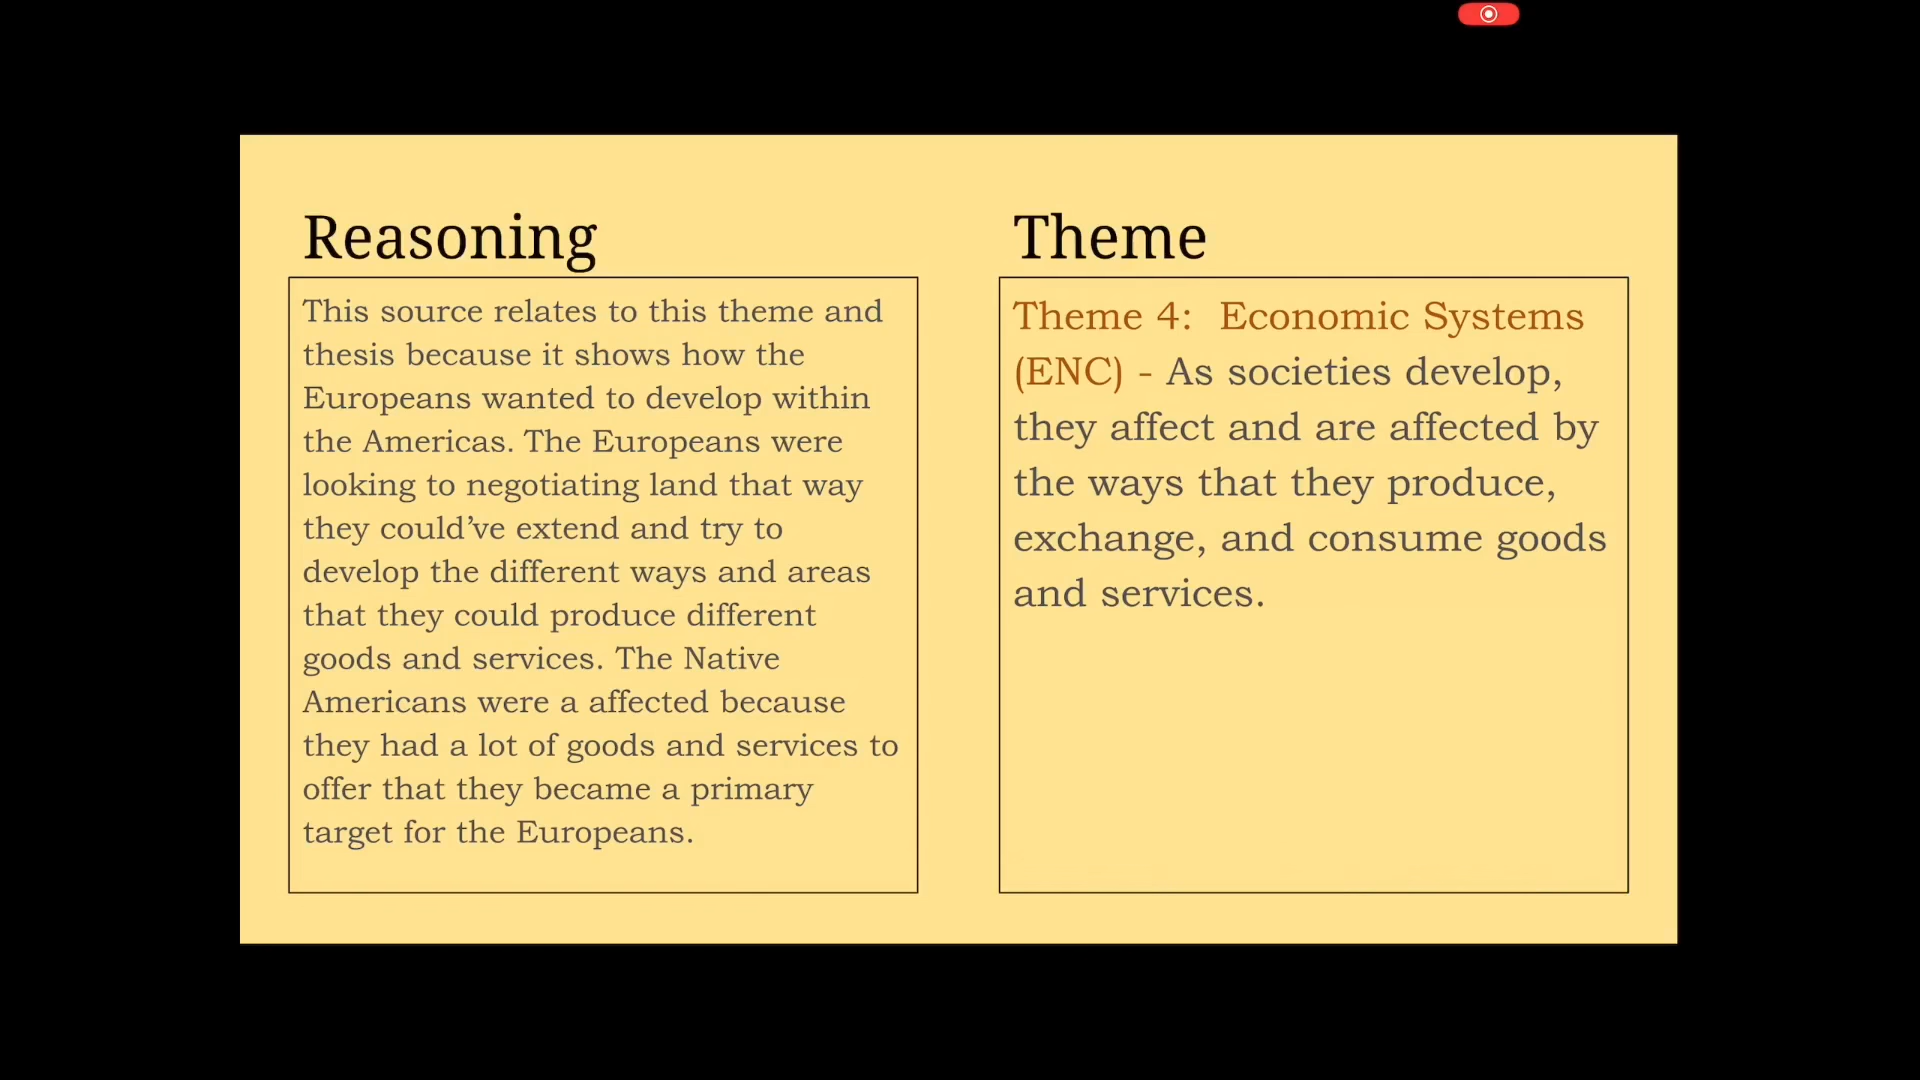 Reasoning
This source relates to this theme and
thesis because it shows how the
Europeans wanted to develop within
the Americas. The Europeans were
looking to negotiating land that way
they could’ve extend and try to
develop the different ways and areas
that they could produce different
goods and services. The Native
Americans were a affected because
they had a lot of goods and services to
offer that they became a primary
target for the Europeans.
Theme
Theme 4:  Economic Systems
(ENC) - As societies develop,
they affect and are affected by
the ways that they produce,
exchange, and consume goods
and services.